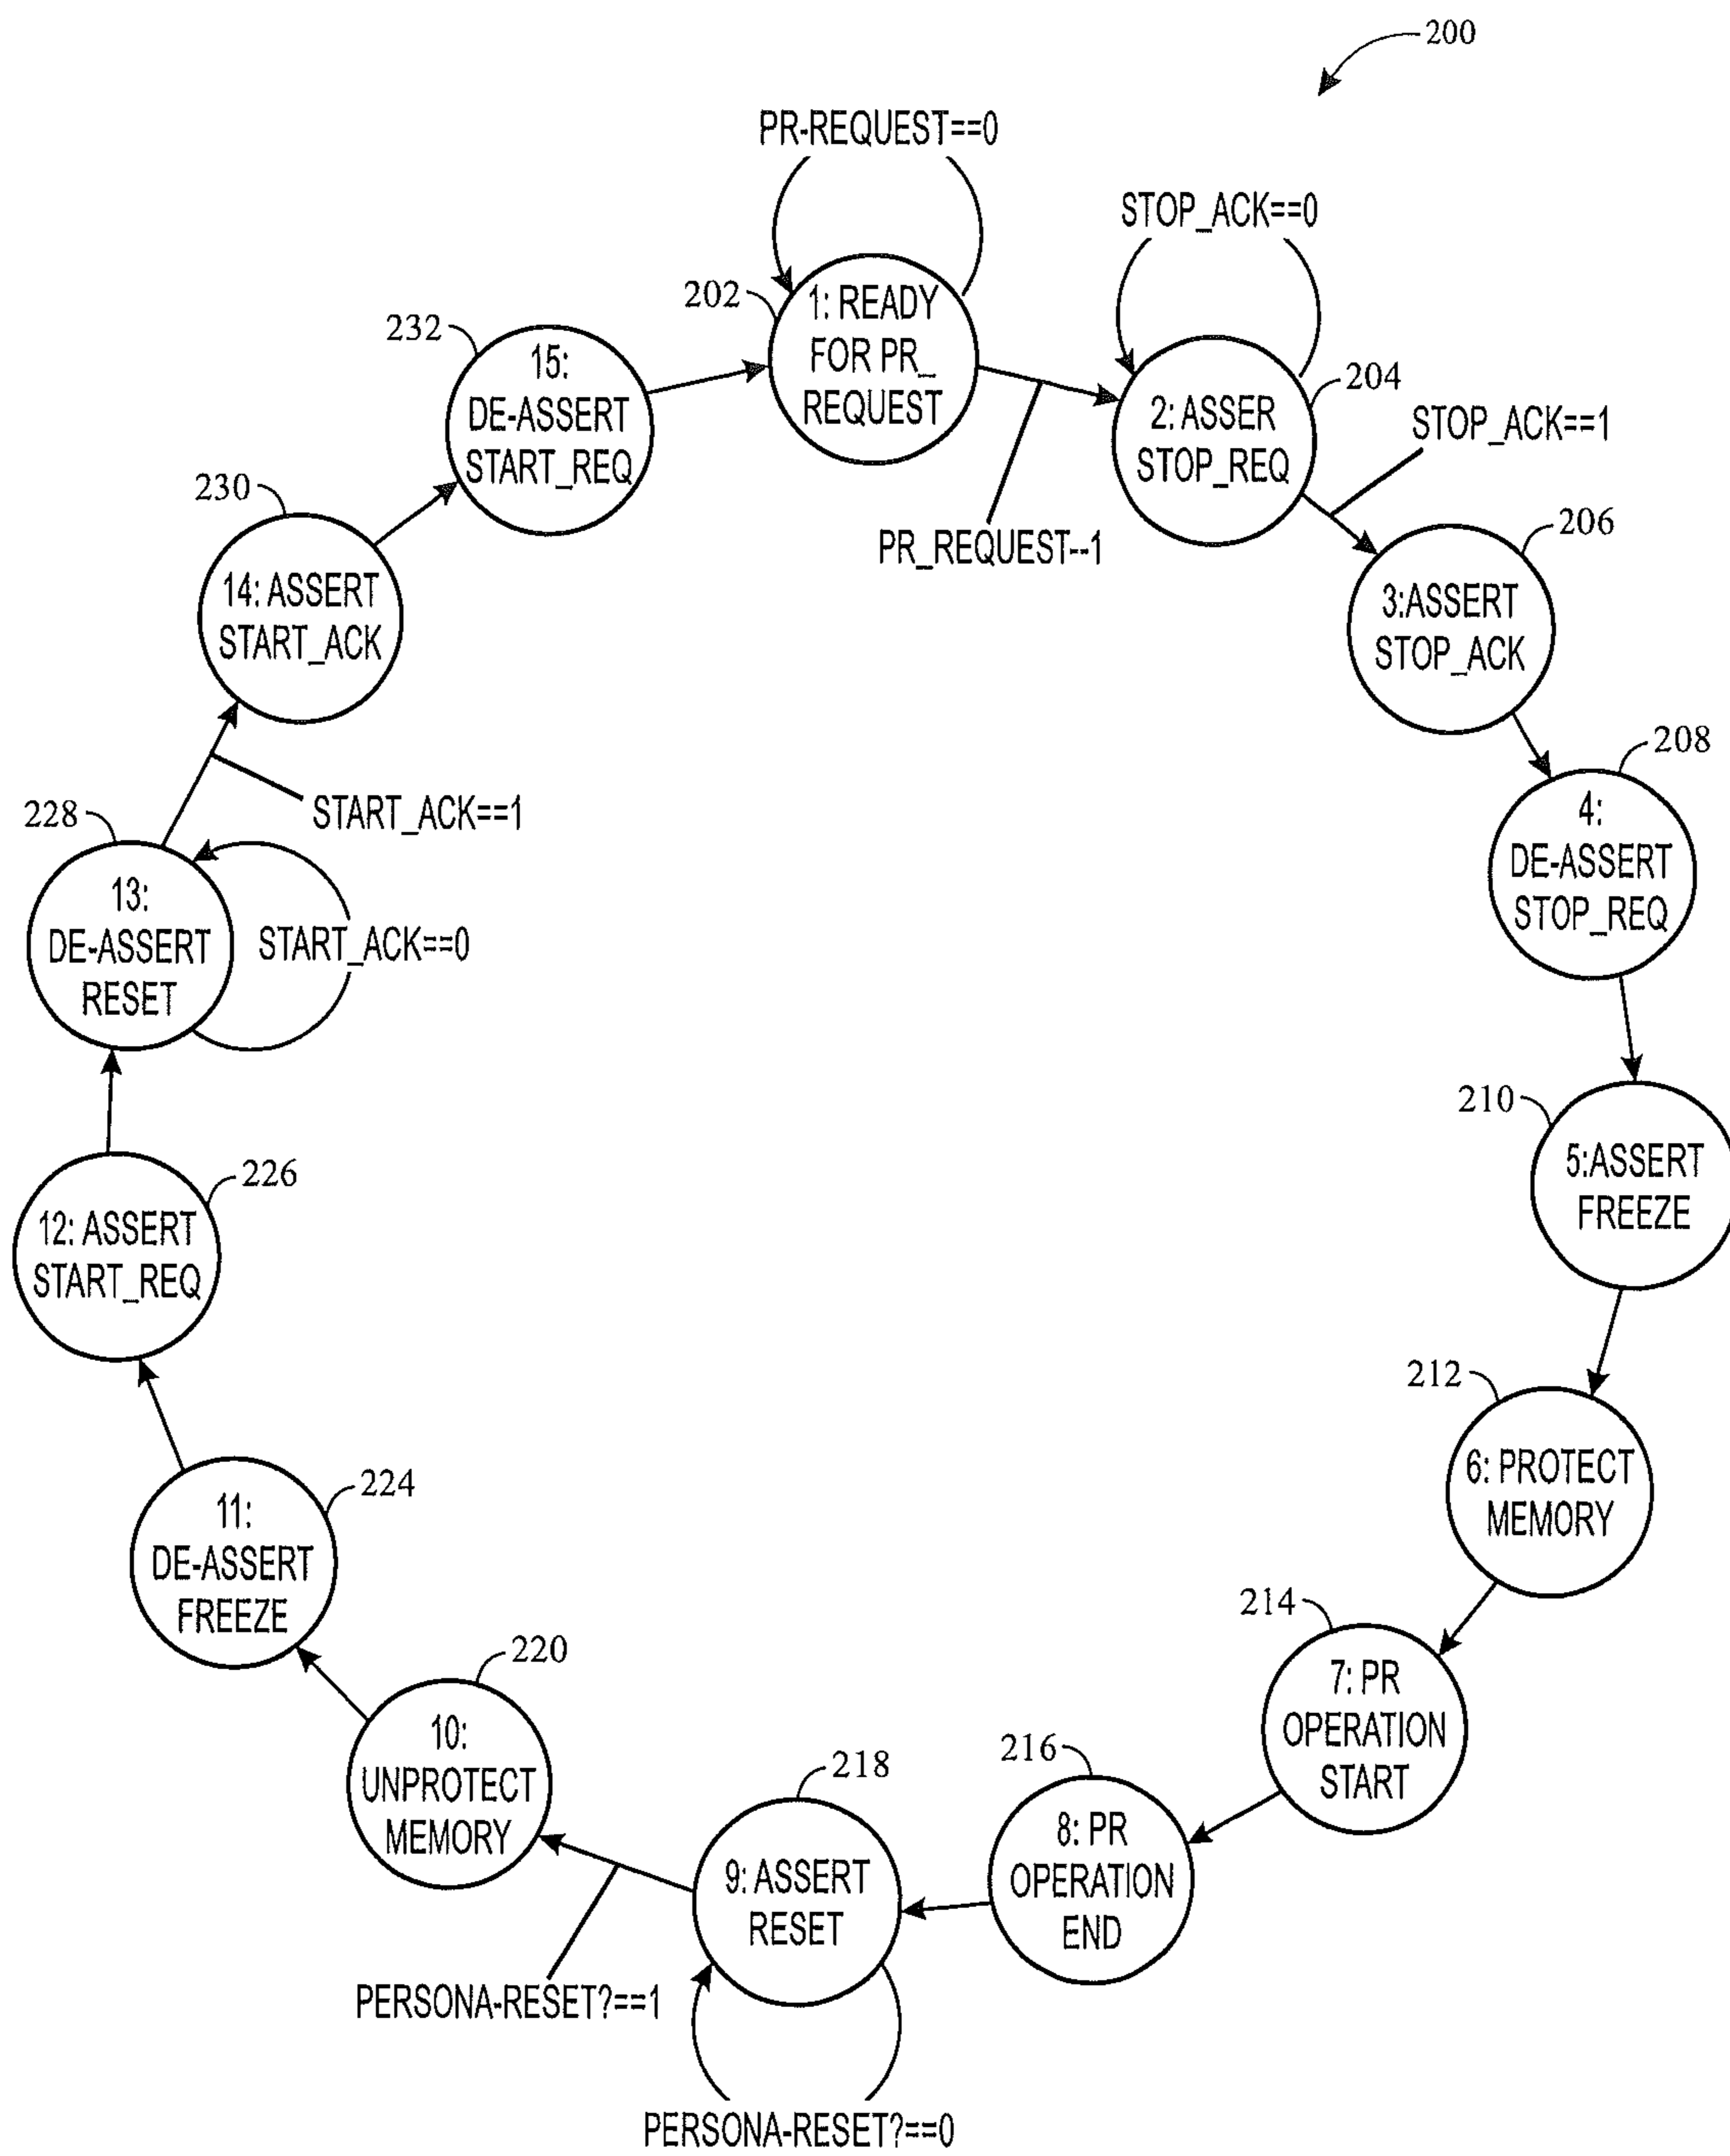 200
PR-REQUEST==0
STOP_ACK==0
202
1: READY
FOR PR_
REQUEST
232
15:
DE-ASSERT
START_REQ
204
2: ASSER
STOP_REQ
STOP_ACK==1
PR_REQUEST--1
230
14: ASSERT
START_ACK
206
3:ASSERT
STOP_ACK
START_ACK==1
208
4:
DE-ASSERT
STOP_REQ
228
13:
DE-ASSERT
RESET
START_ACK==0
210
5:ASSERT
FREEZE
226
12: ASSERT
START_REQ
212
6: PROTECT
MEMORY
224
11:
DE-ASSERT
FREEZE
214
7: PR
OPERATION
START
220
10:
UNPROTECT
MEMORY
216
8: PR
OPERATION
END
218
9: ASSERT
RESET
PERSONA-RESET?==1
PERSONA-RESET?==0